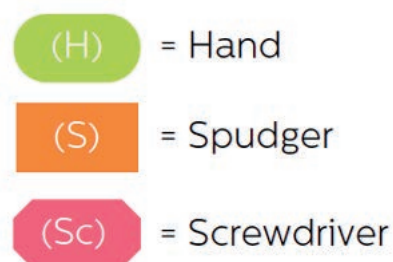 (H) = Hand
(S) = Spudger
(Sc) = Screwdriver